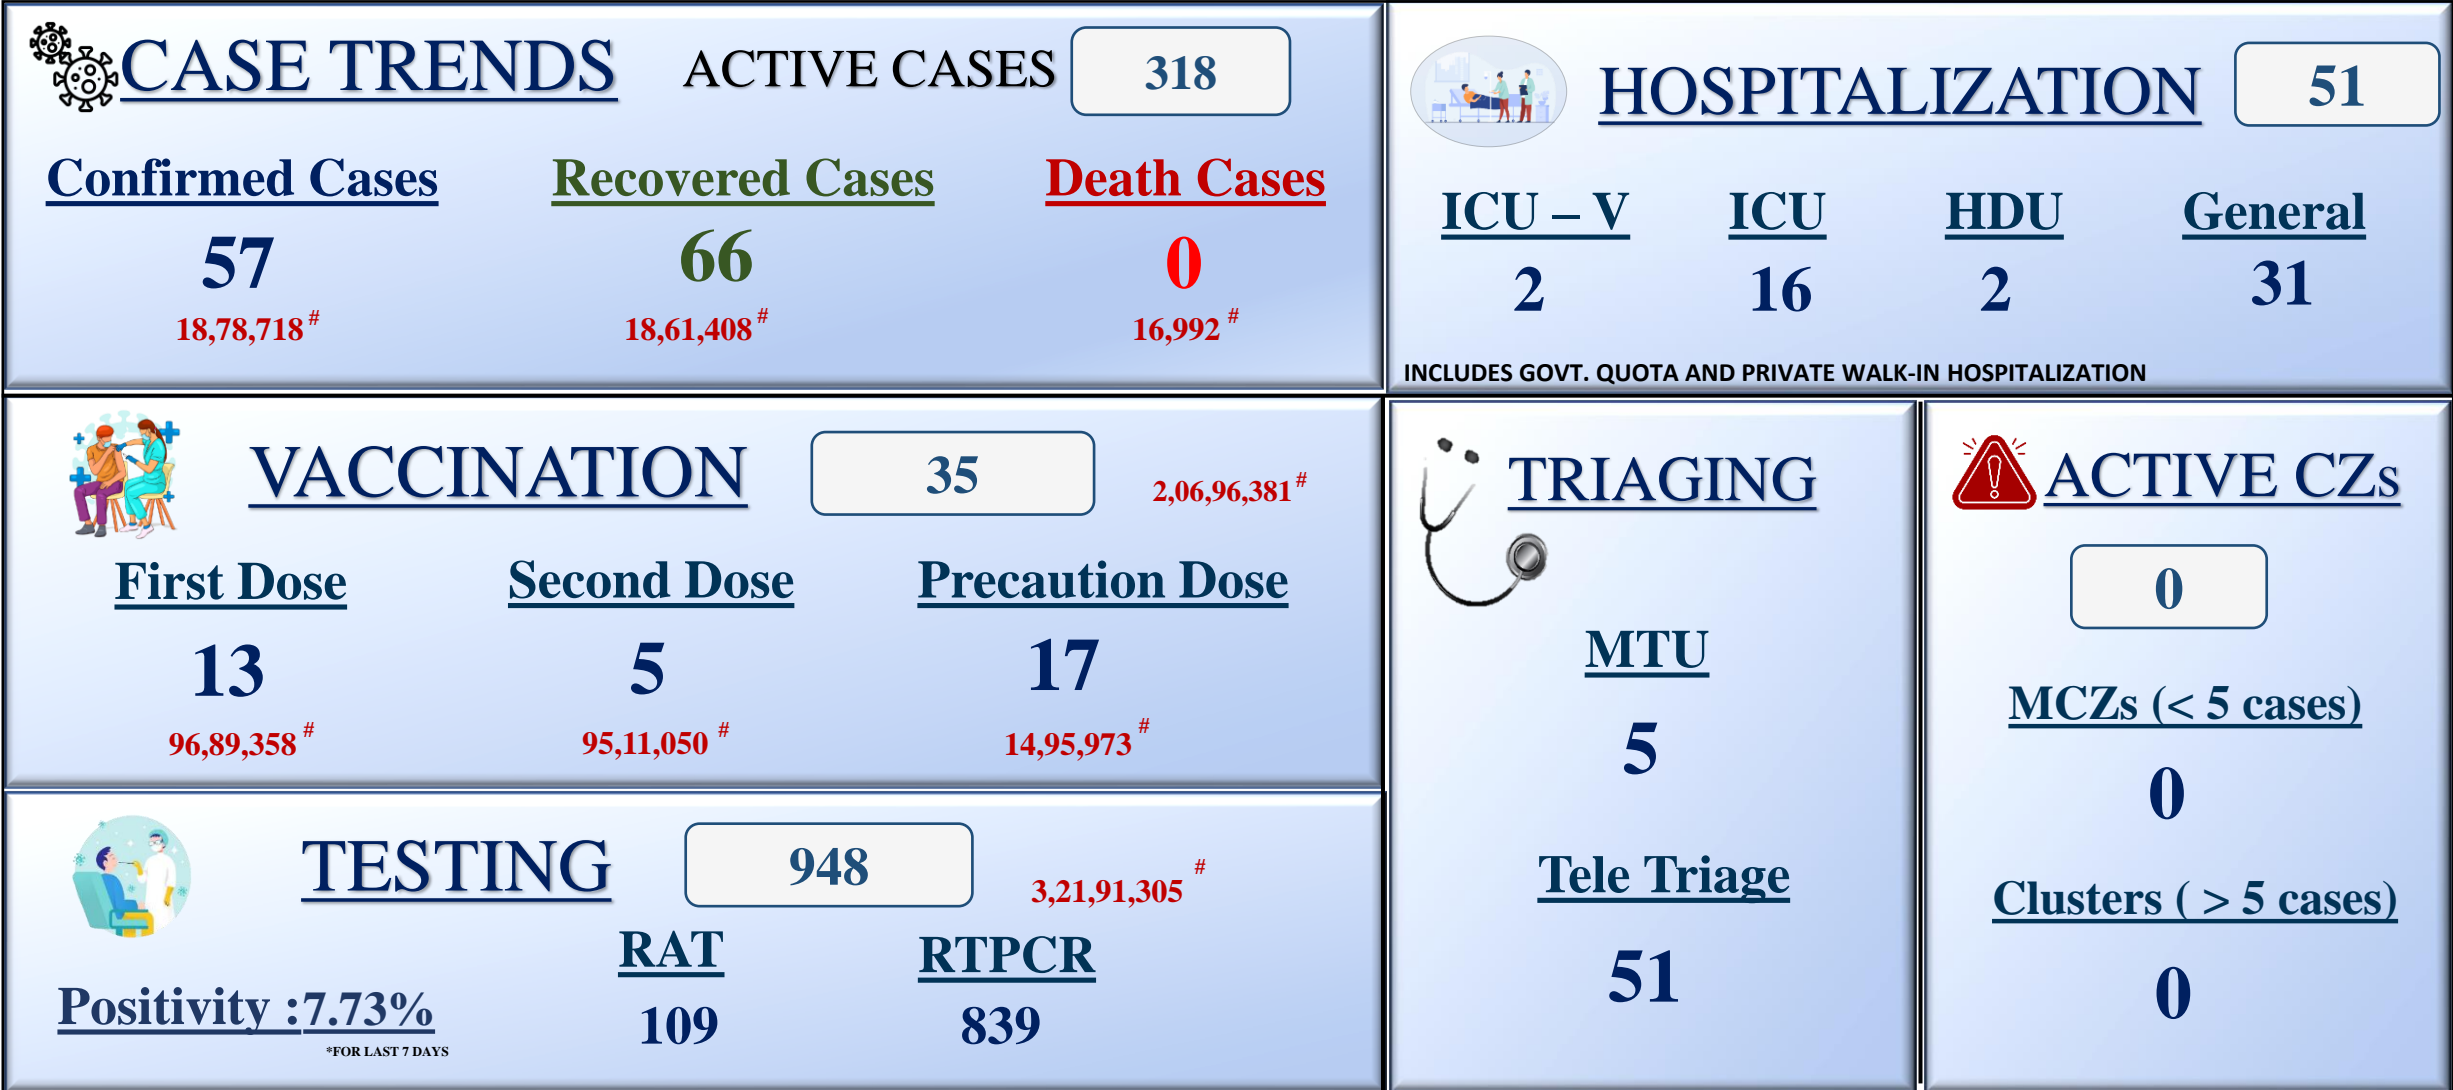 CASE TRENDS ACTIVE CASES 318
Confirmed Cases Recovered Cases Death Cases
57 66 0
18,78,718 # 18,61,408 # 16,992 #
HOSPITALIZATION 51
ICU – V ICU HDU General
2 16 2 31
INCLUDES GOVT. QUOTA AND PRIVATE WALK-IN HOSPITALIZATION
VACCINATION 35 2,06,96,381 #
First Dose Second Dose Precaution Dose
13 5 17
96,89,358 # 95,11,050 # 14,95,973 #
TESTING 948 3,21,91,305 #
RAT RTPCR
Positivity :7.73% 109 839
*FOR LAST 7 DAYS
TRIAGING
MTU
5
Tele Triage
51
ACTIVE CZs
0
MCZs (< 5 cases)
0
Clusters ( > 5 cases)
0